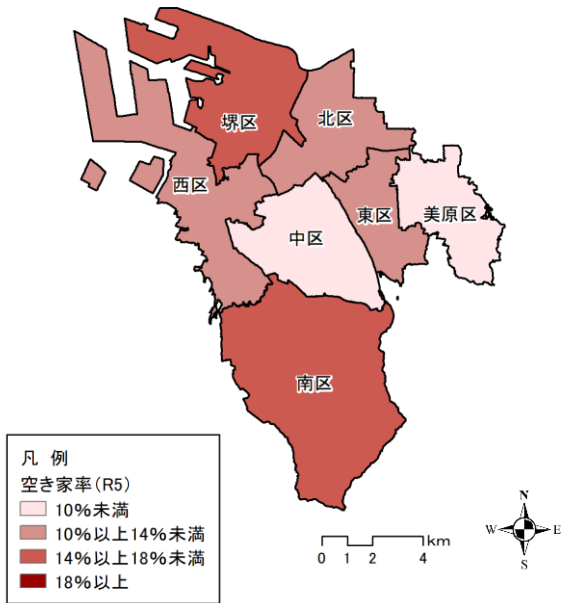 堺区
北区
西区
東区
美原区
中区
南区
凡 例
空き家率(R5)
10%未満
10%以上14%未満
14%以上18%未満
18%以上
km
0 1 2 4
N
W E
S